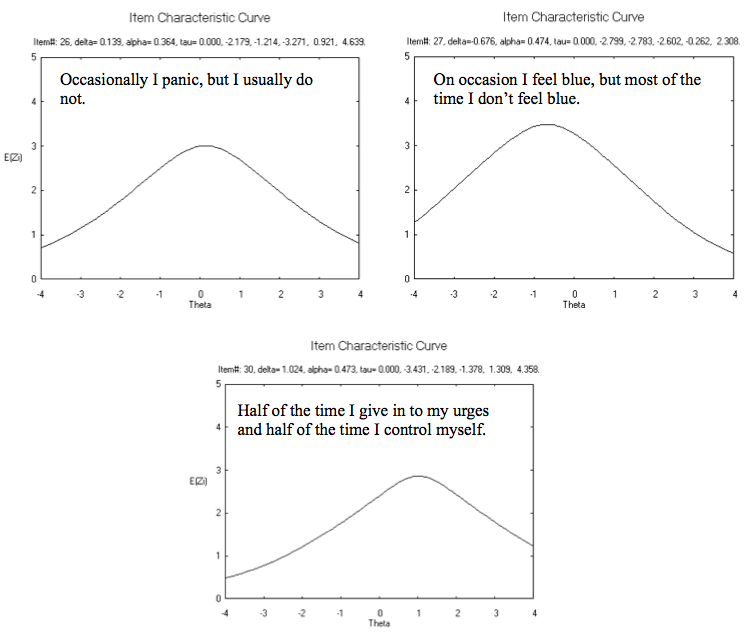 Item Characteristic Curve
Item#: 26, delta= 0.139, alpha= 0.364, tau= 0.000, -2.179, -1.214, -3.271, 0.921, 4.639.
Occasionally I panic, but I usually do
not.
E(Zi)
5
4
3
2
1
0
-4 -3 -2 -1 0 1 2 3 4
Theta
Item Characteristic Curve
Item#: 27, delta=-0.676, alpha= 0.474, tau= 0.000, -2.799, -2.783, -2.602, -0.262, 2.308.
On occasion I feel blue, but most of the
time I don’t feel blue.
5
4
3
2
1
0
-4 -3 -2 -1 0 1 2 3 4
Theta
Item Characteristic Curve
Item#: 30, delta= 1.024, alpha= 0.473, tau= 0.000, -3.431, -2.189, -1.378, 1.309, 4.358.
Half of the time I give in to my urges
and half of the time I control myself.
E(Zi)
5
4
3
2
1
0
-4 -3 -2 -1 0 1 2 3 4
Theta